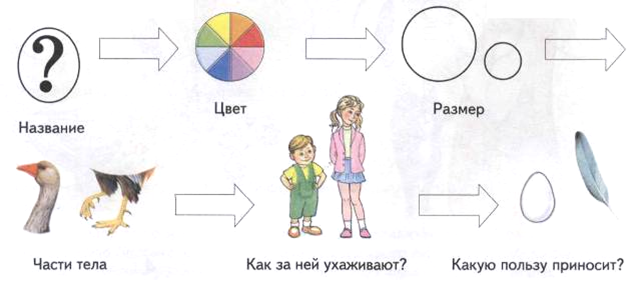 ?
Название
Цвет
Размер
Части тела
Как за ней ухаживают?
Какую пользу приносит?